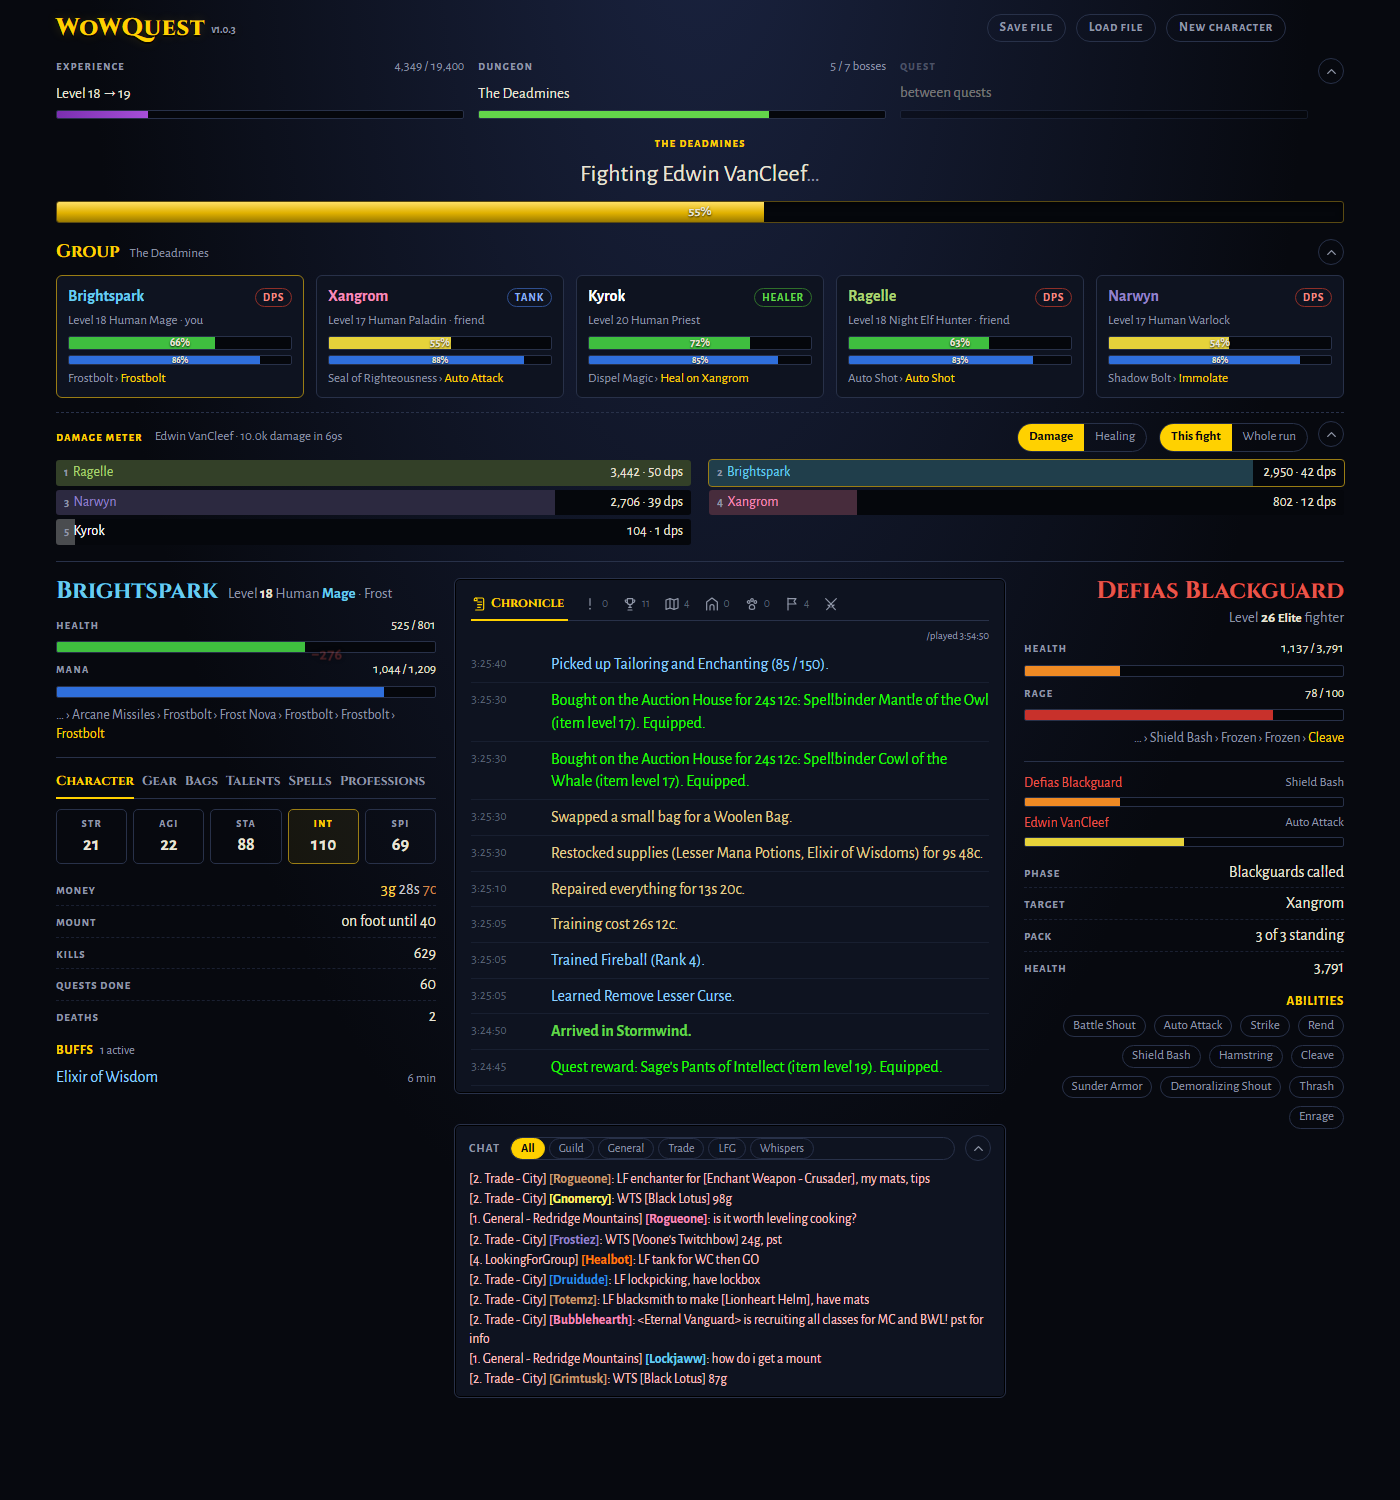 WoWQuest v1.0.3
Save file Load file New character
EXPERIENCE 4,349 / 19,400
Level 18 → 19
DUNGEON 5 / 7 bosses
The Deadmines
QUEST
between quests
THE DEADMINES
Fighting Edwin VanCleef...
55%
Group The Deadmines
Brightspark DPS
Level 18 Human Mage · you
66%
86%
Frostbolt › Frostbolt
Xangrom TANK
Level 17 Human Paladin · friend
55%
88%
Seal of Righteousness › Auto Attack
Kyrok HEALER
Level 20 Human Priest
72%
85%
Dispel Magic › Heal on Xangrom
Ragelle DPS
Level 18 Night Elf Hunter · friend
63%
83%
Auto Shot › Auto Shot
Narwyn DPS
Level 17 Human Warlock
54%
86%
Shadow Bolt › Immolate
DAMAGE METER Edwin VanCleef · 10.0k damage in 69s
Damage Healing This fight Whole run
1 Ragelle 3,442 · 50 dps
2 Brightspark 2,950 · 42 dps
3 Narwyn 2,706 · 39 dps
4 Xangrom 802 · 12 dps
5 Kyrok 104 · 1 dps
Brightspark Level 18 Human Mage · Frost
HEALTH 525 / 801
-276
MANA 1,044 / 1,209
... › Arcane Missiles › Frostbolt › Frost Nova › Frostbolt › Frostbolt ›
Frostbolt
Character Gear Bags Talents Spells Professions
STR AGI STA INT SPI
21 22 88 110 69
MONEY 3g 28s 7c
MOUNT on foot until 40
KILLS 629
QUESTS DONE 60
DEATHS 2
BUFFS 1 active
Elixir of Wisdom 6 min
Chronicle 0 11 4 0 0 4
/played 3:54:50
3:25:40 Picked up Tailoring and Enchanting (85 / 150).
3:25:30 Bought on the Auction House for 24s 12c: Spellbinder Mantle of the Owl
(item level 17). Equipped.
3:25:30 Bought on the Auction House for 24s 12c: Spellbinder Cowl of the
Whale (item level 17). Equipped.
3:25:30 Swapped a small bag for a Woolen Bag.
3:25:30 Restocked supplies (Lesser Mana Potions, Elixir of Wisdoms) for 9s 48c.
3:25:10 Repaired everything for 13s 20c.
3:25:05 Training cost 26s 12c.
3:25:05 Trained Fireball (Rank 4).
3:25:05 Learned Remove Lesser Curse.
3:24:50 Arrived in Stormwind.
3:24:45 Quest reward: Sage's Pants of Intellect (item level 19). Equipped.
CHAT All Guild General Trade LFG Whispers
[2. Trade - City] [Rogueone]: LF enchanter for [Enchant Weapon - Crusader], my mats, tips
[2. Trade - City] [Gnomercy]: WTS [Black Lotus] 98g
[1. General - Redridge Mountains] [Rogueone]: is it worth leveling cooking?
[2. Trade - City] [Frostiez]: WTS [Voone's Twitchbow] 24g, pst
[4. LookingForGroup] [Healbot]: LF tank for WC then GO
[2. Trade - City] [Druidude]: LF lockpicking, have lockbox
[2. Trade - City] [Totemz]: LF blacksmith to make [Lionheart Helm], have mats
[2. Trade - City] [Bubblehearth]: <Eternal Vanguard> is recruiting all classes for MC and BWL! pst for
info
[1. General - Redridge Mountains] [Lockjaww]: how do i get a mount
[2. Trade - City] [Grimtusk]: WTS [Black Lotus] 87g
Defias Blackguard
Level 26 Elite fighter
HEALTH 1,137 / 3,791
RAGE 78 / 100
... › Shield Bash › Frozen › Frozen › Cleave
Defias Blackguard Shield Bash
Edwin VanCleef Auto Attack
PHASE Blackguards called
TARGET Xangrom
PACK 3 of 3 standing
HEALTH 3,791
ABILITIES
Battle Shout Auto Attack Strike Rend
Shield Bash Hamstring Cleave
Sunder Armor Demoralizing Shout Thrash
Enrage